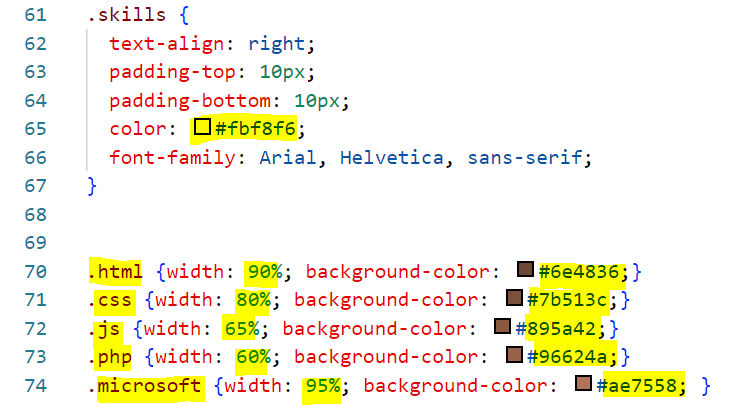 61 .skills {
62 text-align: right;
63 padding-top: 10px;
64 padding-bottom: 10px;
65 color: #fbf8f6;
66 font-family: Arial, Helvetica, sans-serif;
67 }
68
69
70 .html {width: 90%; background-color: #6e4836;}
71 .css {width: 80%; background-color: #7b513c;}
72 .js {width: 65%; background-color: #895a42;}
73 .php {width: 60%; background-color: #96624a;}
74 .microsoft {width: 95%; background-color: #ae7558; }